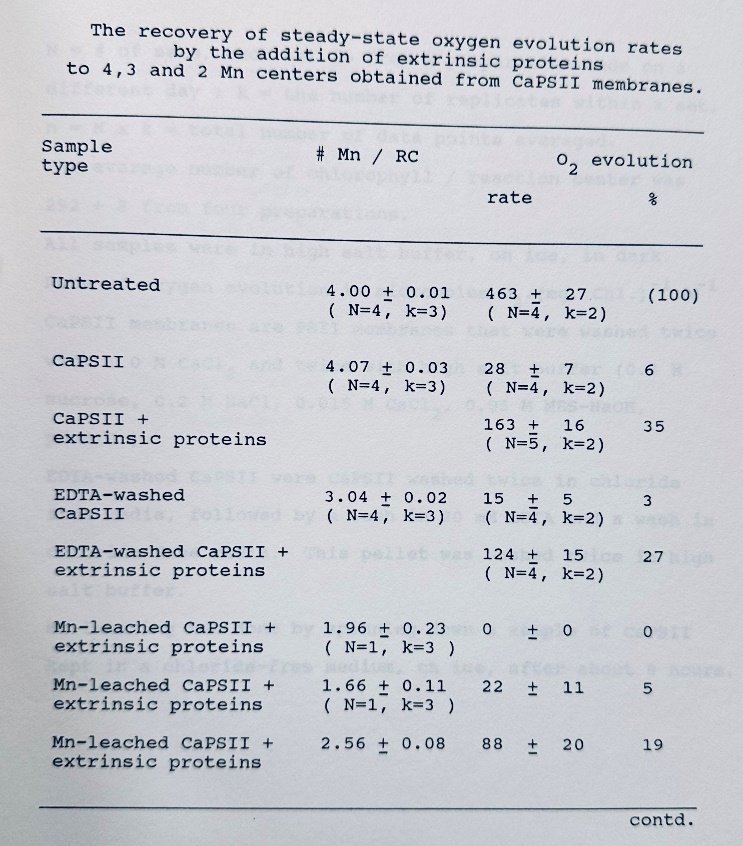 The recovery of steady-state oxygen evolution rates
by the addition of extrinsic proteins
to 4,3 and 2 Mn centers obtained from CaPSII membranes.
Sample type # Mn / RC O2 evolution
rate %
Untreated 4.00 ± 0.01 463 ± 27 (100)
( N=4, k=3) ( N=4, k=2)
CaPSII 4.07 ± 0.03 28 ± 7 6
( N=4, k=3) ( N=4, k=2)
CaPSII + 163 ± 16 35
extrinsic proteins ( N=5, k=2)
EDTA-washed 3.04 ± 0.02 15 ± 5 3
CaPSII ( N=4, k=3) ( N=4, k=2)
EDTA-washed CaPSII + 124 ± 15 27
extrinsic proteins ( N=4, k=2)
Mn-leached CaPSII + 1.96 ± 0.23 0 ± 0 0
extrinsic proteins ( N=1, k=3 )
Mn-leached CaPSII + 1.66 ± 0.11 22 ± 11 5
extrinsic proteins ( N=1, k=3 )
Mn-leached CaPSII + 2.56 ± 0.08 88 ± 20 19
extrinsic proteins
contd.